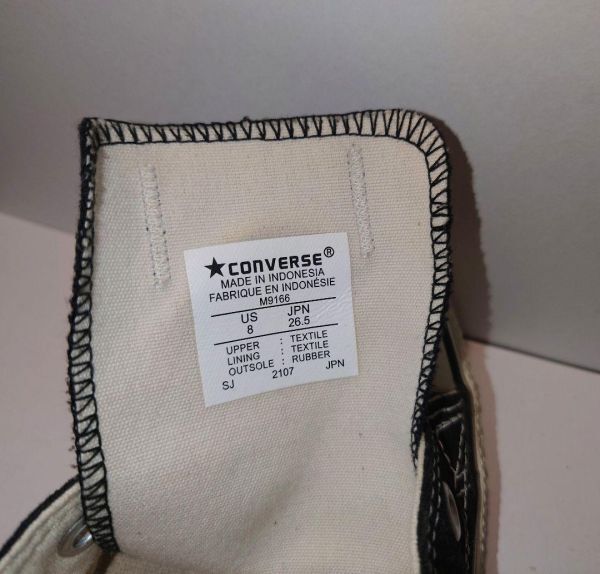 ★CONVERSE®
MADE IN INDONESIA
FABRIQUE EN INDONÉSIE
M9166
US JPN
8 26.5
UPPER : TEXTILE
LINING : TEXTILE
OUTSOLE : RUBBER
SJ 2107 JPN